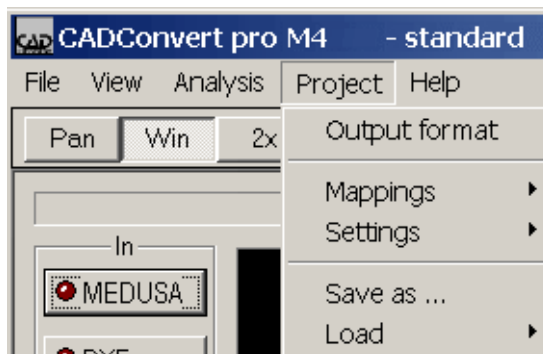 CAD CADConvert pro M4 - standard
File View Analysis Project Help
Pan Win 2x
Output format
Mappings
Settings
In
MEDUSA
Save as ...
Load